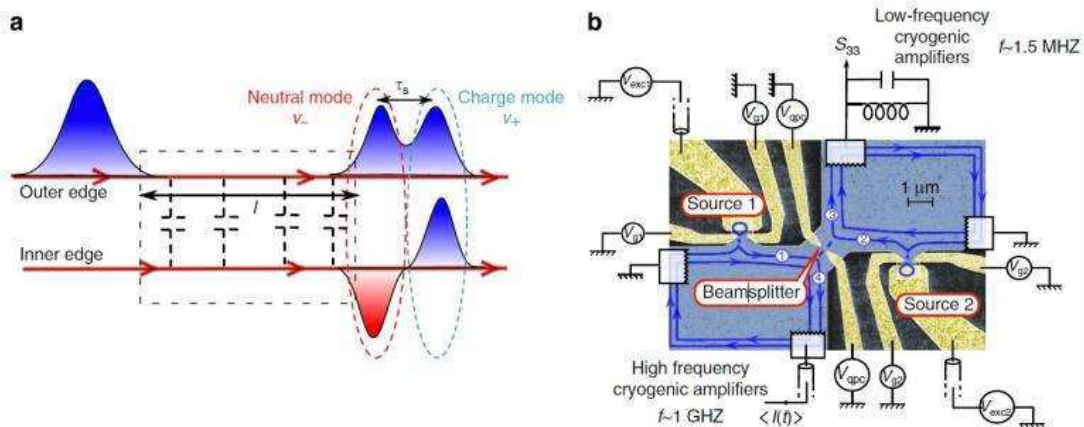 a
Neutral mode
v₋
τs
Charge mode
v₊
Outer edge
l
Inner edge
b
Low-frequency
cryogenic
amplifiers
f~1.5 MHZ
S33
Vexc1
Vg1
Vqpc
1 μm
Source 1
3
2
Vg1
1
4
Vg2
Beamsplitter
Source 2
High frequency
cryogenic amplifiers
f~1 GHZ
<I(t)>
Vqpc
Vg2
Vexc2